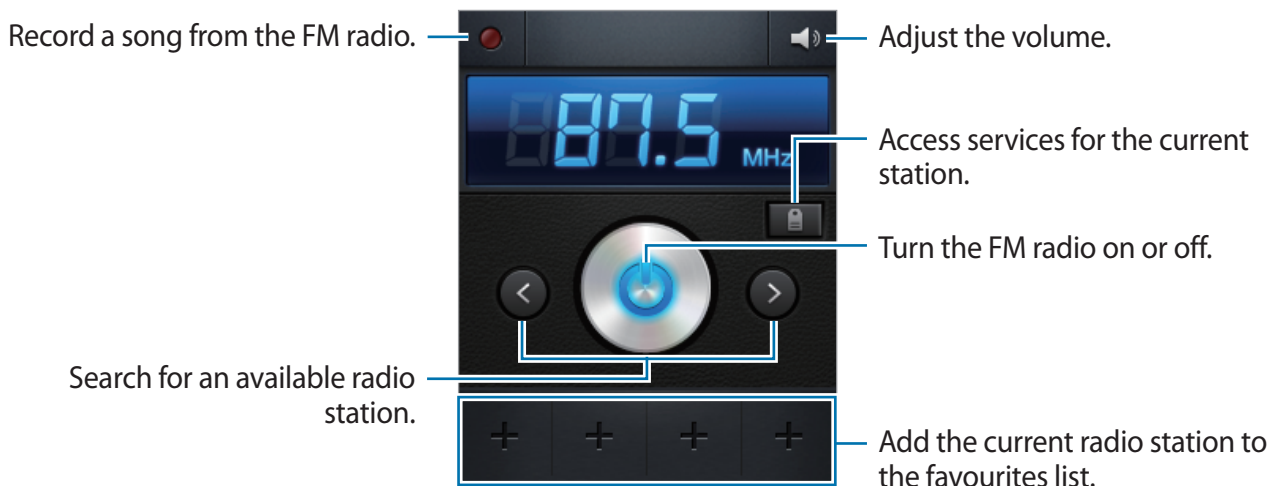 Record a song from the FM radio.
Adjust the volume.
87.5 MHz
Access services for the current
station.
Turn the FM radio on or off.
Search for an available radio
station.
Add the current radio station to
the favourites list.